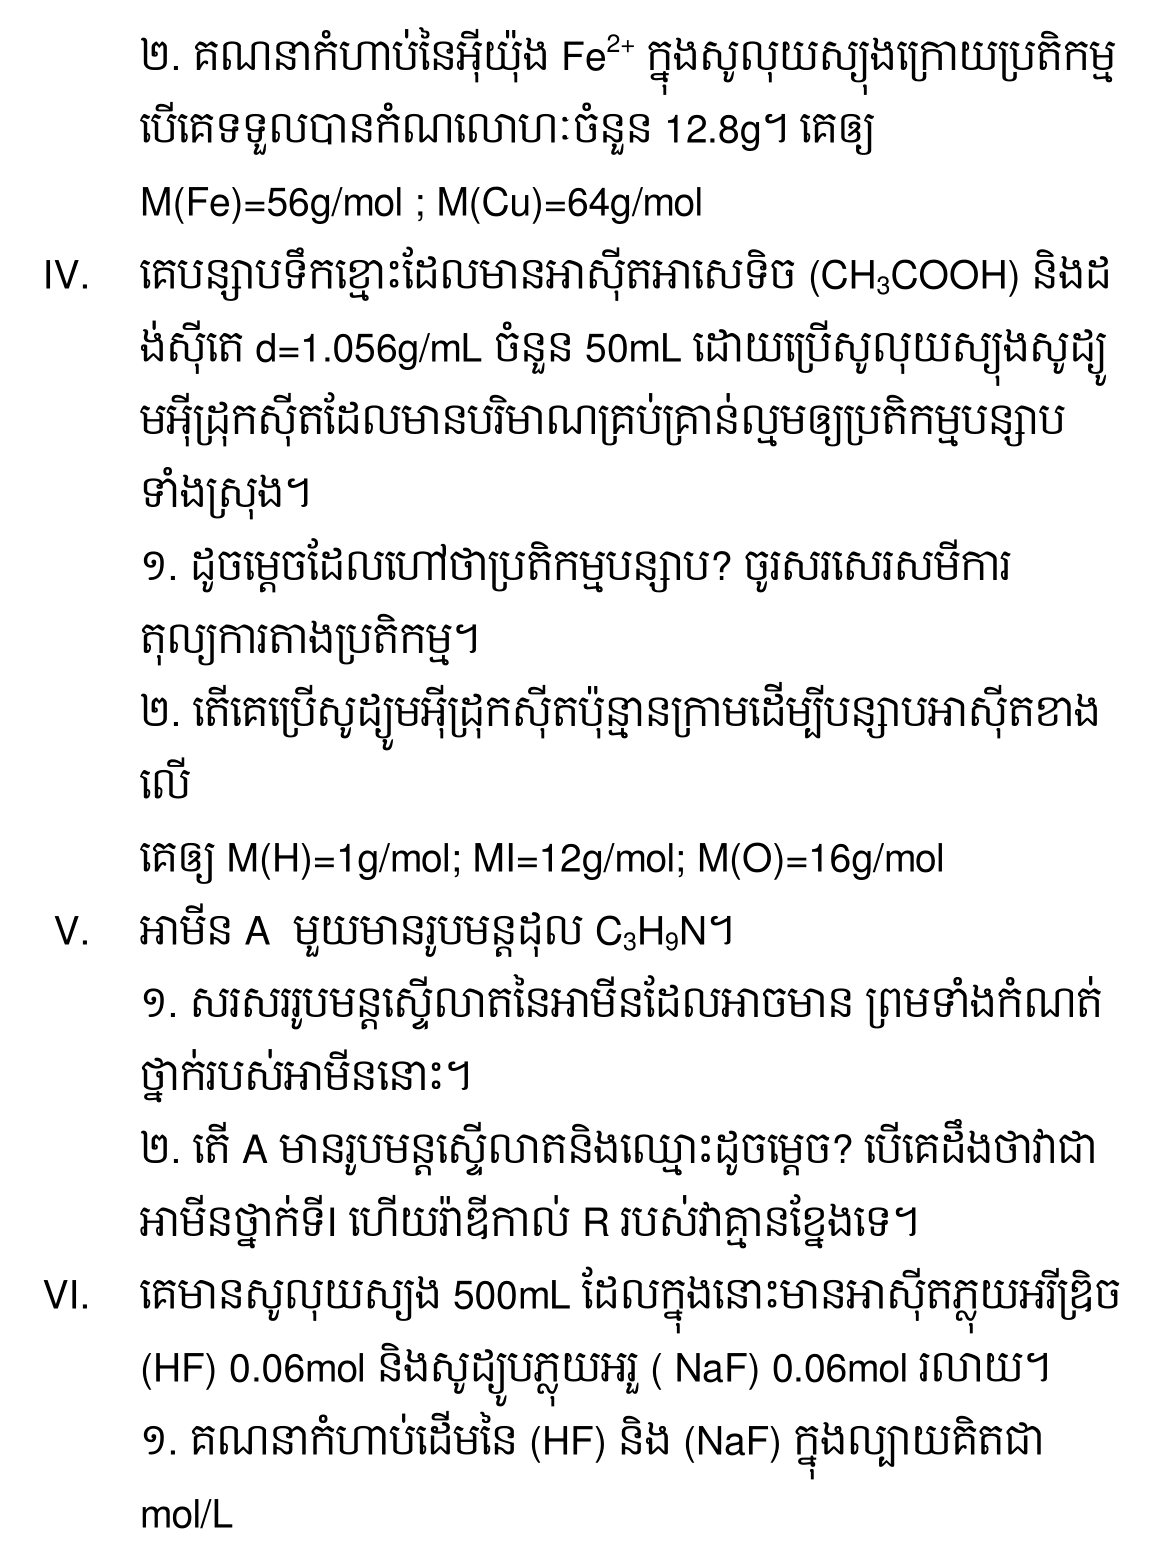 ២. គណនាកំហាប់នៃអ៊ីយ៉ុង Fe²⁺ ក្នុងសូលុយស្យុងក្រោយប្រតិកម្ម
បើគេទទួលបានកំណលោហៈចំនួន 12.8g។ គេឲ្យ
M(Fe)=56g/mol ; M(Cu)=64g/mol
IV. គេបន្សាបទឹកខ្មោះដែលមានអាស៊ីតអាសេទិច (CH₃COOH) និងដ
ង់ស៊ីតេ d=1.056g/mL ចំនួន 50mL ដោយប្រើសូលុយស្យុងសូដ្យូ
មអ៊ីដ្រុកស៊ីតដែលមានបរិមាណគ្រប់គ្រាន់ល្មមឲ្យប្រតិកម្មបន្សាប
ទាំងស្រុង។
១. ដូចម្ដេចដែលហៅថាប្រតិកម្មបន្សាប? ចូរសរសេរសមីការ
តុល្យការតាងប្រតិកម្ម។
២. តើគេប្រើសូដ្យូមអ៊ីដ្រុកស៊ីតប៉ុន្មានក្រាមដើម្បីបន្សាបអាស៊ីតខាង
លើ
គេឲ្យ M(H)=1g/mol; MI=12g/mol; M(O)=16g/mol
V. អាមីន A មួយមានរូបមន្តដុល C₃H₉N។
១. សរសររូបមន្តស្ទើលាតនៃអាមីនដែលអាចមាន ព្រមទាំងកំណត់
ថ្នាក់របស់អាមីននោះ។
២. តើ A មានរូបមន្តស្ទើលាតនិងឈ្មោះដូចម្ដេច? បើគេដឹងថាវាជា
អាមីនថ្នាក់ទីI ហើយរ៉ាឌីកាល់ R របស់វាគ្មានខ្នែងទេ។
VI. គេមានសូលុយស្យង 500mL ដែលក្នុងនោះមានអាស៊ីតភ្លុយអរីឌ្រិច
(HF) 0.06mol និងសូដ្យូបភ្លុយអរួ ( NaF) 0.06mol រលាយ។
១. គណនាកំហាប់ដើមនៃ (HF) និង (NaF) ក្នុងល្បាយគិតជា
mol/L